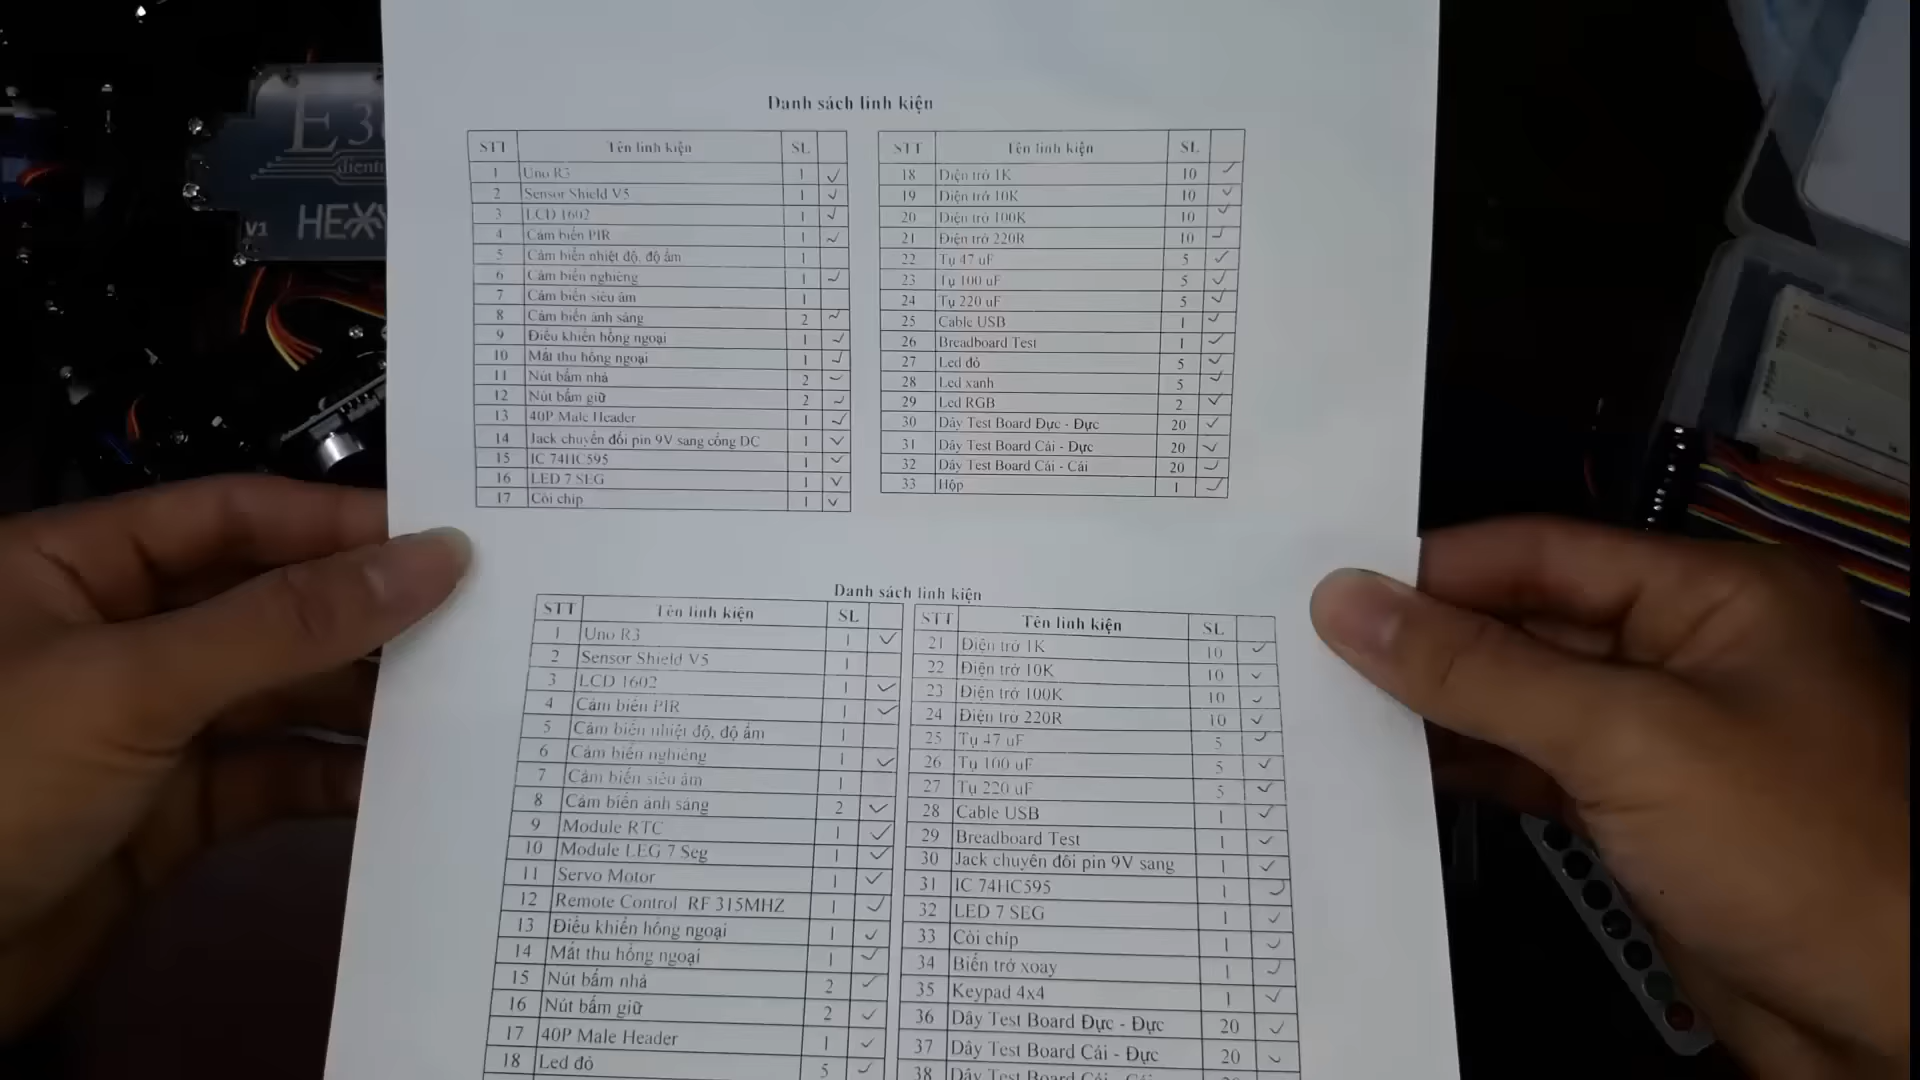 E3
dient
V1 HEX
Danh sách linh kiện
STT Tên linh kiện SL
1 Uno R3 1 ✓
2 Sensor Shield V5 1 ✓
3 LCD 1602 1 ✓
4 Cảm biến PIR 1 ✓
5 Cảm biến nhiệt độ, độ ẩm 1
6 Cảm biến nghiêng 1 ✓
7 Cảm biến siêu âm 1
8 Cảm biến ánh sáng 2 ✓
9 Điều khiển hồng ngoại 1 ✓
10 Mắt thu hồng ngoại 1 ✓
11 Nút bấm nhả 2 ✓
12 Nút bấm giữ 2 ✓
13 40P Male Header 1 ✓
14 Jack chuyển đổi pin 9V sang cổng DC 1 ✓
15 IC 74HC595 1 ✓
16 LED 7 SEG 1 ✓
17 Còi chip 1 ✓
STT Tên linh kiện SL
18 Điện trở 1K 10 ✓
19 Điện trở 10K 10 ✓
20 Điện trở 100K 10 ✓
21 Điện trở 220R 10 ✓
22 Tụ 47 uF 5 ✓
23 Tụ 100 uF 5 ✓
24 Tụ 220 uF 5 ✓
25 Cable USB 1 ✓
26 Breadboard Test 1 ✓
27 Led đỏ 5 ✓
28 Led xanh 5 ✓
29 Led RGB 2 ✓
30 Dây Test Board Đực - Đực 20 ✓
31 Dây Test Board Cái - Đực 20 ✓
32 Dây Test Board Cái - Cái 20 ✓
33 Hộp 1 ✓
Danh sách linh kiện
STT Tên linh kiện SL
1 Uno R3 1 ✓
2 Sensor Shield V5 1
3 LCD 1602 1 ✓
4 Cảm biến PIR 1 ✓
5 Cảm biến nhiệt độ, độ ẩm 1
6 Cảm biến nghiêng 1 ✓
7 Cảm biến siêu âm 1
8 Cảm biến ánh sáng 2 ✓
9 Module RTC 1 ✓
10 Module LEG 7 Seg 1 ✓
11 Servo Motor 1 ✓
12 Remote Control RF 315MHZ 1 ✓
13 Điều khiển hồng ngoại 1 ✓
14 Mắt thu hồng ngoại 1 ✓
15 Nút bấm nhả 2 ✓
16 Nút bấm giữ 2 ✓
17 40P Male Header 1 ✓
18 Led đỏ 5 ✓
STT Tên linh kiện SL
21 Điện trở 1K 10 ✓
22 Điện trở 10K 10 ✓
23 Điện trở 100K 10 ✓
24 Điện trở 220R 10 ✓
25 Tụ 47 uF 5 ✓
26 Tụ 100 uF 5 ✓
27 Tụ 220 uF 5 ✓
28 Cable USB 1 ✓
29 Breadboard Test 1 ✓
30 Jack chuyển đổi pin 9V sang 1 ✓
31 IC 74HC595 1 ✓
32 LED 7 SEG 1 ✓
33 Còi chip 1 ✓
34 Biến trở xoay 1 ✓
35 Keypad 4x4 1 ✓
36 Dây Test Board Đực - Đực 20 ✓
37 Dây Test Board Cái - Đực 20 ✓
38 Dây Test Board Cái